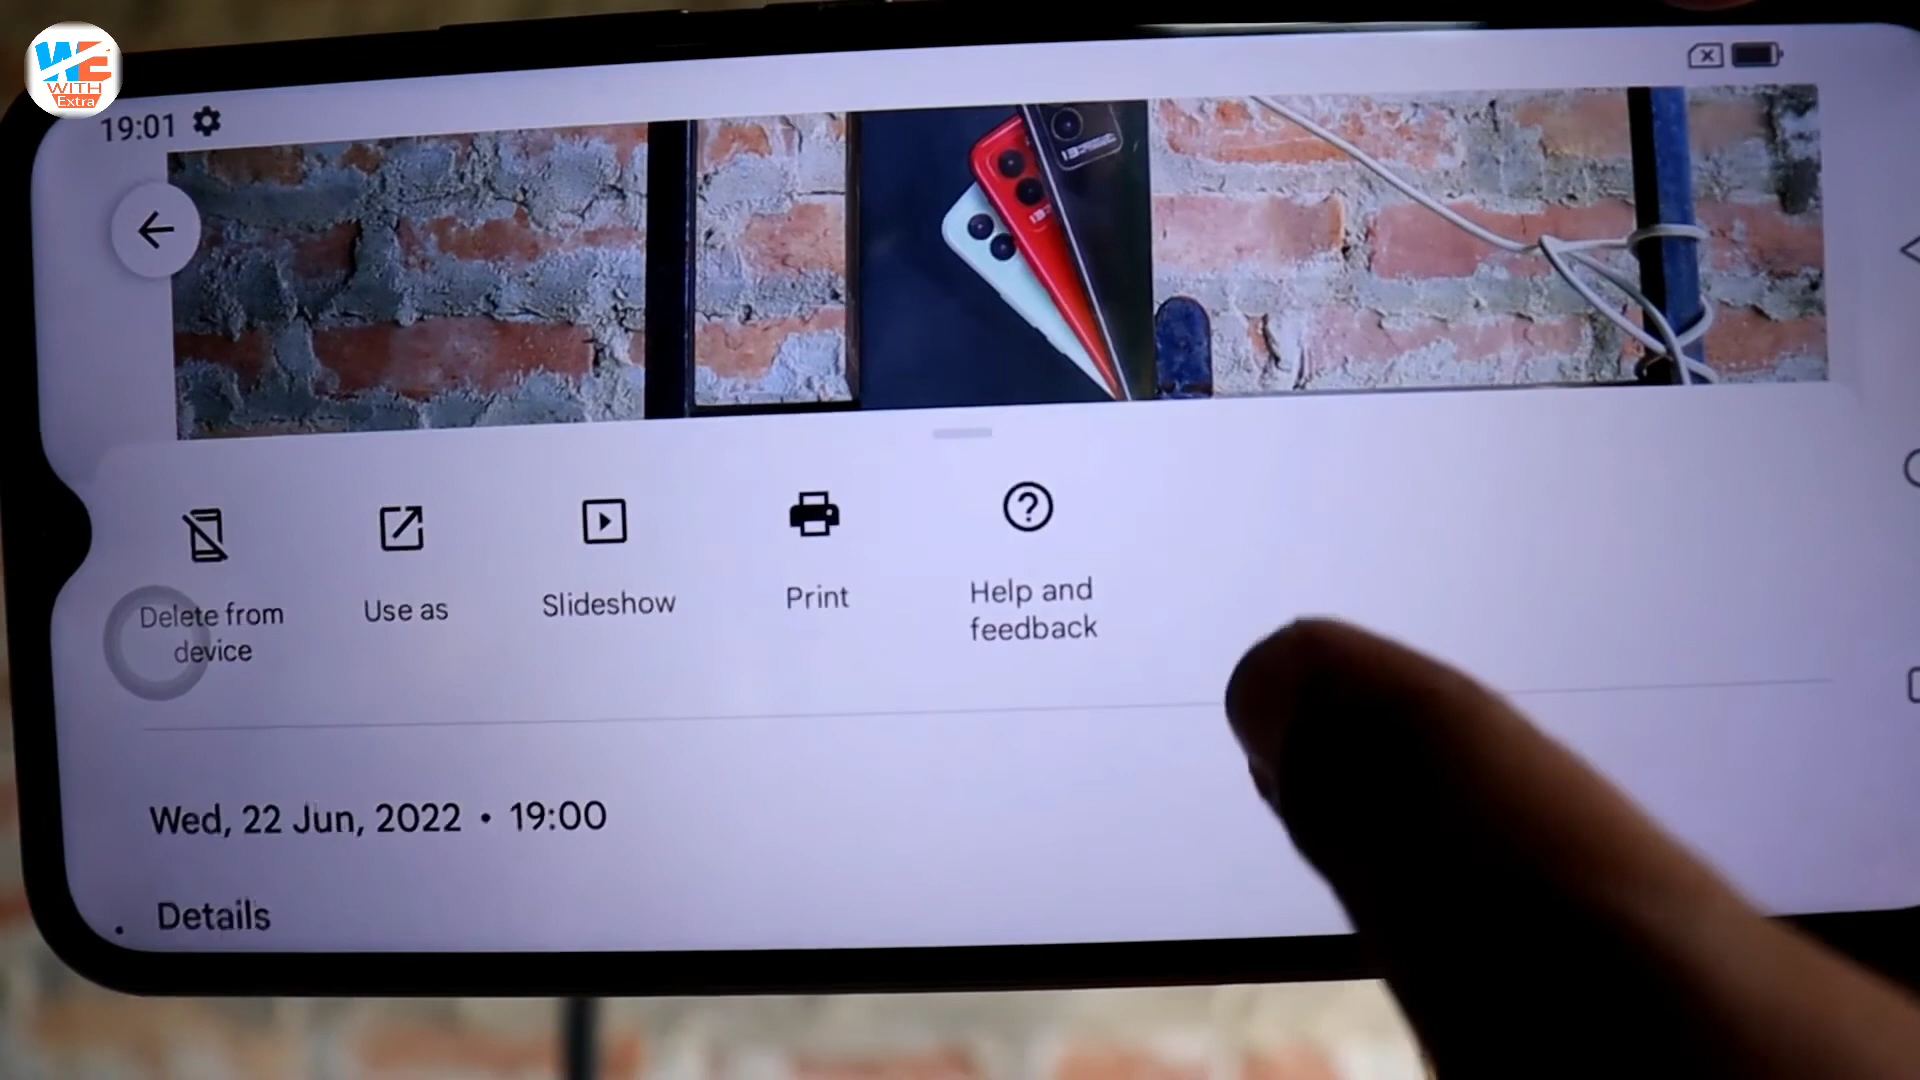 WE
WITH
Extra
19:01
Delete from
device
Use as
Slideshow
Print
Help and
feedback
Wed, 22 Jun, 2022 • 19:00
Details